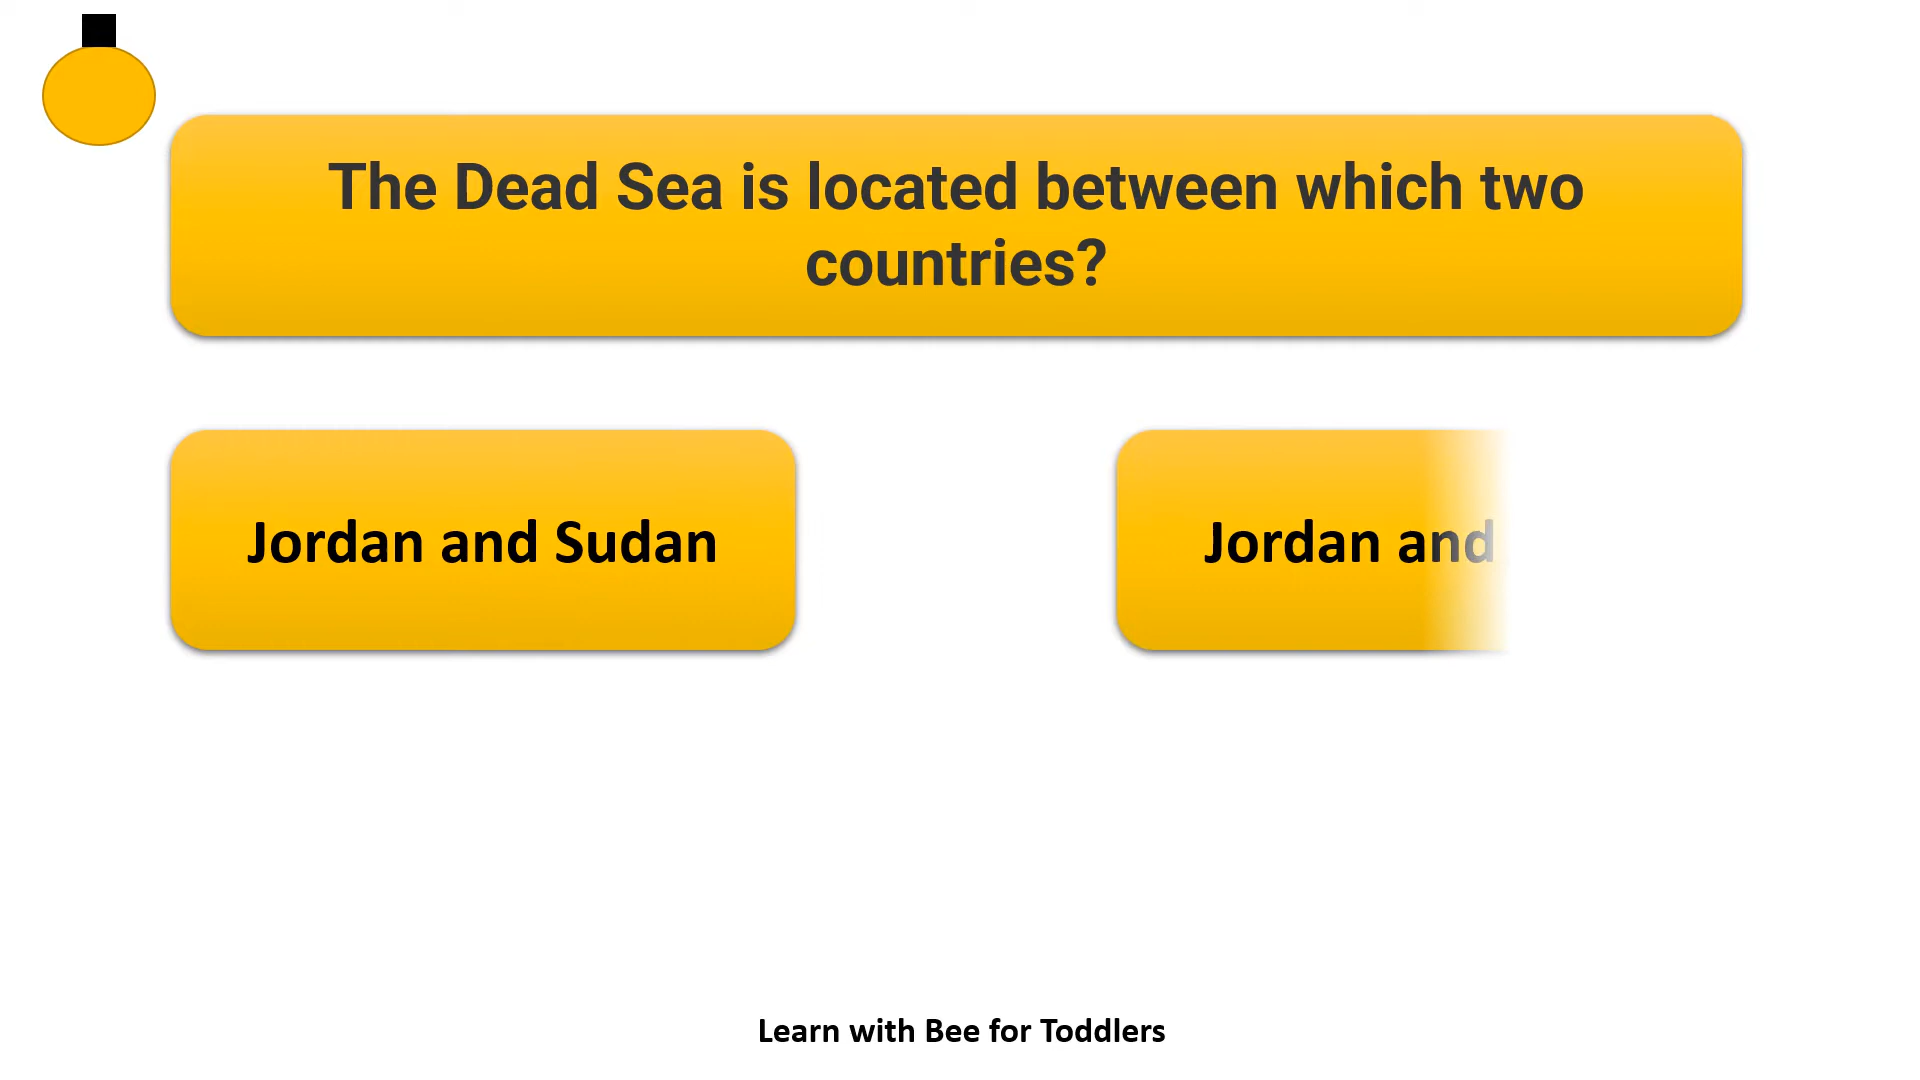 The Dead Sea is located between which two
countries?
Jordan and Sudan
Jordan and
Learn with Bee for Toddlers